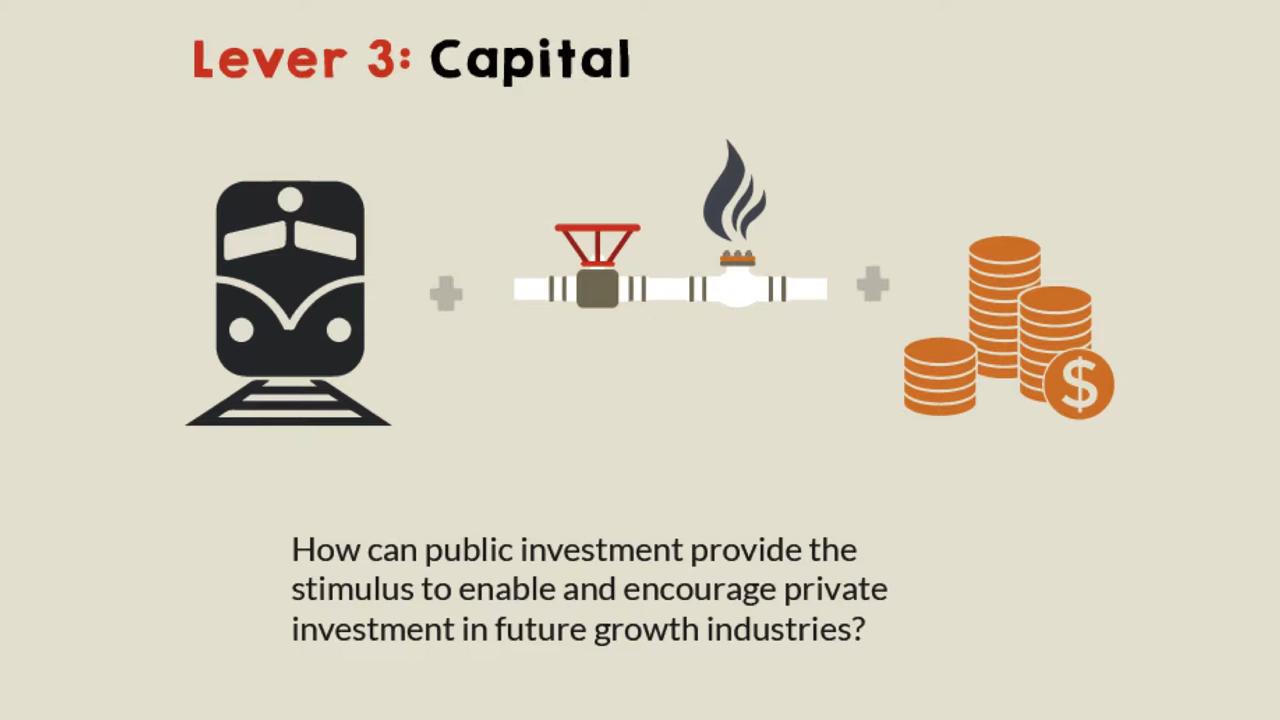 Lever 3: Capital
$
How can public investment provide the
stimulus to enable and encourage private
investment in future growth industries?